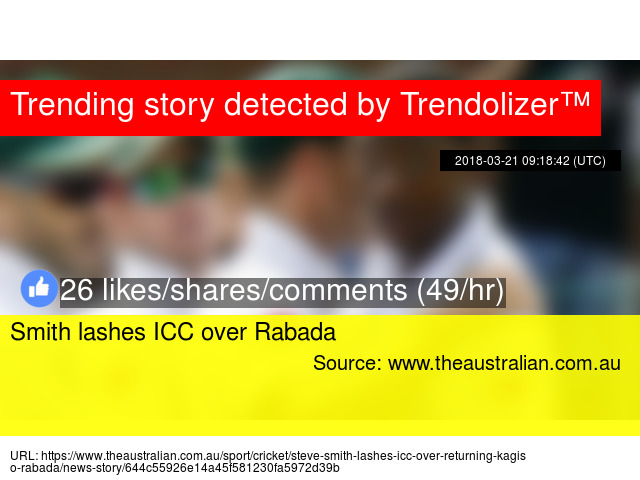 Trending story detected by Trendolizer™
2018-03-21 09:18:42 (UTC)
26 likes/shares/comments (49/hr)
Smith lashes ICC over Rabada
Source: www.theaustralian.com.au
URL: https://www.theaustralian.com.au/sport/cricket/steve-smith-lashes-icc-over-returning-kagis
o-rabada/news-story/644c55926e14a45f581230fa5972d39b